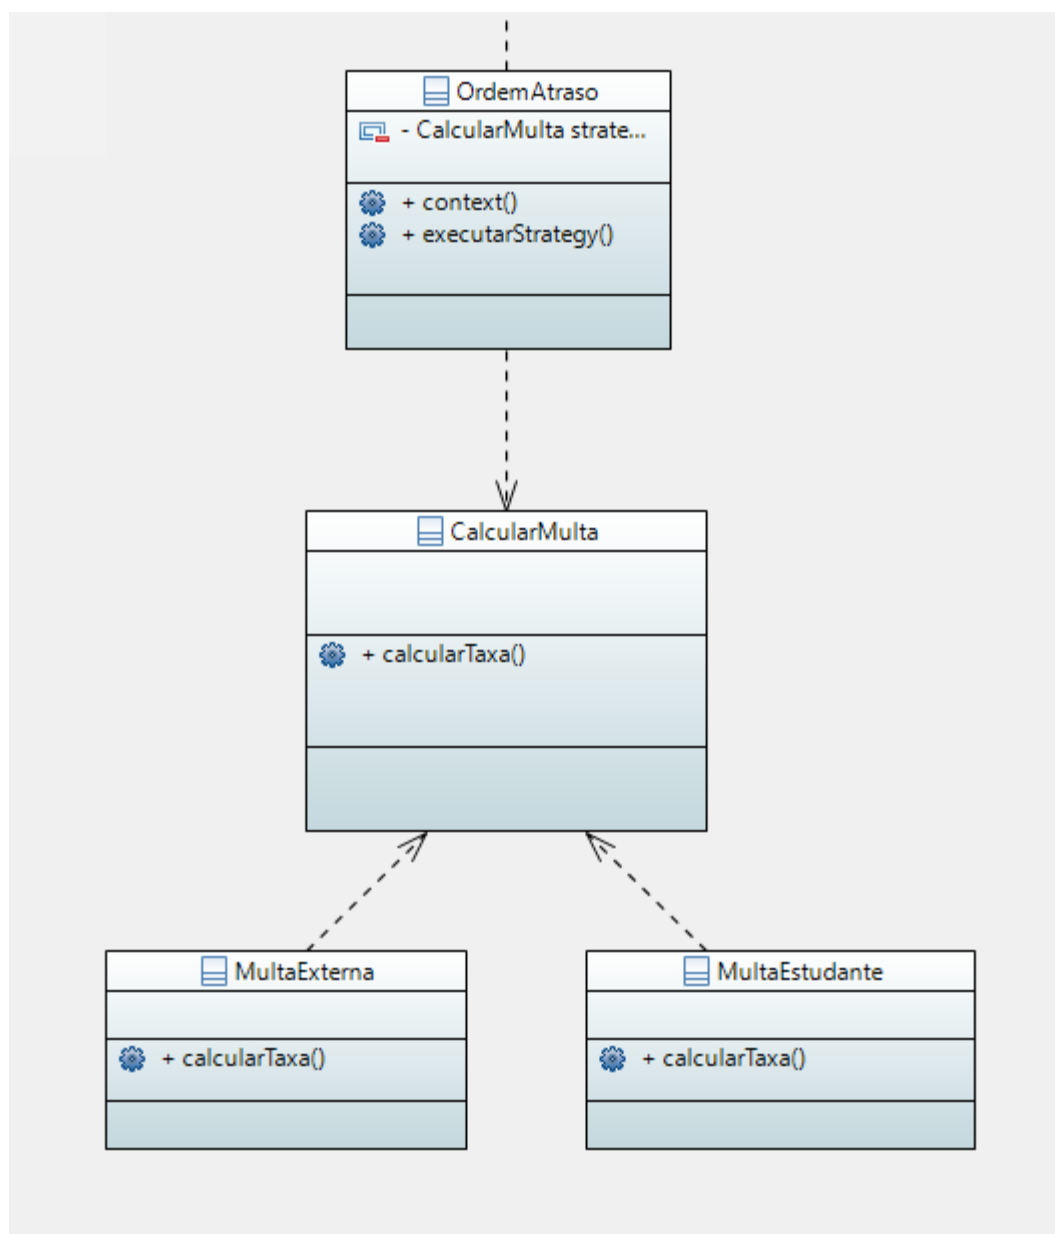 OrdemAtraso
- CalcularMulta strate...
+ context()
+ executarStrategy()
CalcularMulta
+ calcularTaxa()
MultaExterna
+ calcularTaxa()
MultaEstudante
+ calcularTaxa()